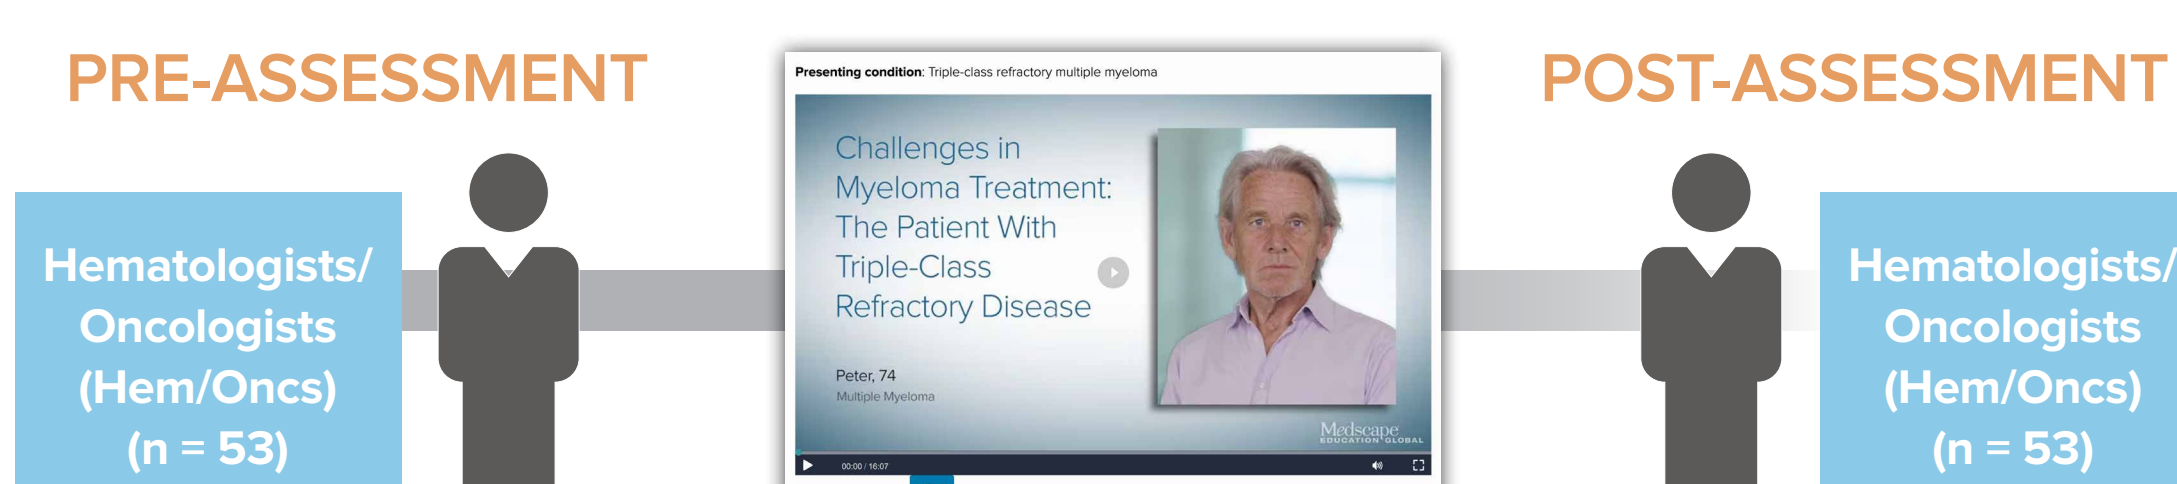 PRE-ASSESSMENT
Hematologists/
Oncologists
(Hem/Oncs)
(n = 53)
Presenting condition: Triple-class refractory multiple myeloma
Challenges in
Myeloma Treatment:
The Patient With
Triple-Class
Refractory Disease
Peter, 74
Multiple Myeloma
Medscape
EDUCATION GLOBAL
00:00 / 16:07
POST-ASSESSMENT
Hematologists/
Oncologists
(Hem/Oncs)
(n = 53)